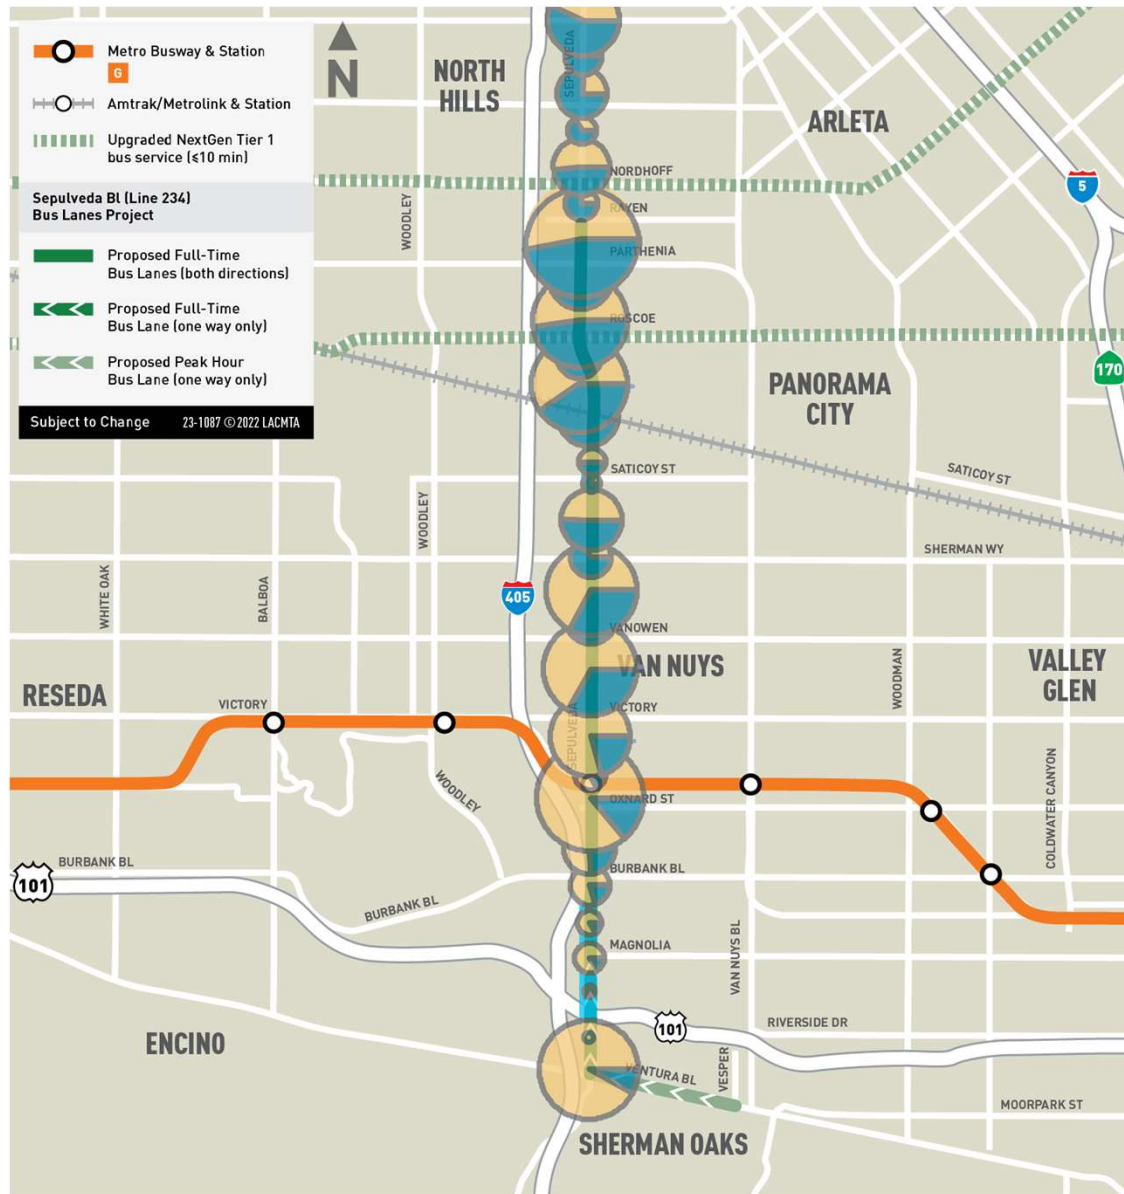 Metro Busway & Station
G
Amtrak/Metrolink & Station
Upgraded NextGen Tier 1
bus service (≤10 min)
Sepulveda Bl (Line 234)
Bus Lanes Project
Proposed Full-Time
Bus Lanes (both directions)
Proposed Full-Time
Bus Lane (one way only)
Proposed Peak Hour
Bus Lane (one way only)
Subject to Change 23-1087 © 2022 LACMTA
N
NORTH
HILLS
SEPULVEDA
ARLETA
NORDHOFF
5
RAYEN
WOODLEY
PARTHENIA
ROSCOE
170
PANORAMA
CITY
SATICOY ST
SATICOY ST
WOODLEY
SHERMAN WY
405
WHITE OAK
BALBOA
VANOWEN
VAN NUYS
WOODMAN
VALLEY
GLEN
RESEDA
VICTORY
VICTORY
SEPULVEDA
WOODLEY
OXNARD ST
COLDWATER CANYON
BURBANK BL
101
BURBANK BL
BURBANK BL
MAGNOLIA
VAN NUYS BL
101
RIVERSIDE DR
ENCINO
VENTURA BL
VESPER
MOORPARK ST
SHERMAN OAKS